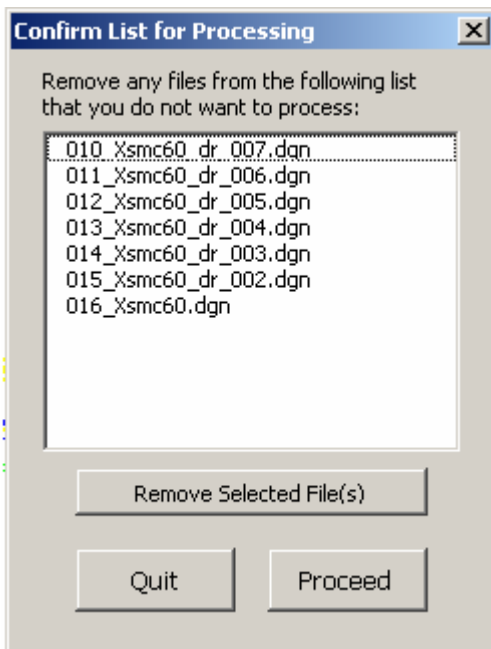 Confirm List for Processing
Remove any files from the following list
that you do not want to process:
010_Xsmc60_dr_007.dgn
011_Xsmc60_dr_006.dgn
012_Xsmc60_dr_005.dgn
013_Xsmc60_dr_004.dgn
014_Xsmc60_dr_003.dgn
015_Xsmc60_dr_002.dgn
016_Xsmc60.dgn
Remove Selected File(s)
Quit
Proceed